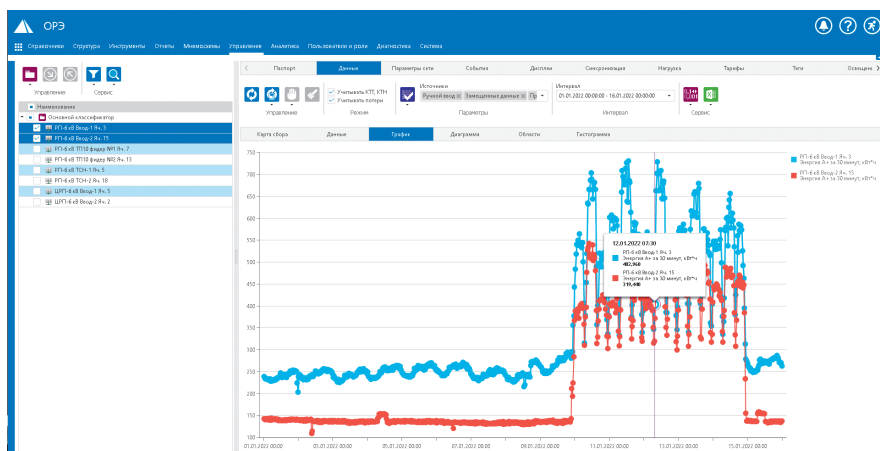 ОРЭ
Справочники Структура Инструменты Отчеты Мнемосхемы Управление Аналитика Пользователи и роли Диагностика Система
Паспорт Данные Параметры сети События Дисплеи Синхронизация Нагрузка Тарифы Теги Освещен
Управление Сервис
Учитывать КТТ, КТН
Учитывать потери
Источники
Ручной ввод Замещенные данные Пр
Интервал
01.01.2022 00:00:00 - 16.01.2022 00:00:00
Управление Режим Параметры Интервал Сервис
Наименование
Основной классификатор
РП-6 кВ Ввод-1 Яч. 3
РП-6 кВ Ввод-2 Яч. 15
РП-6 кВ ТП10 фидер №1 Яч. 7
РП-6 кВ ТП10 фидер №2 Яч. 13
РП-6 кВ ТСН-1 Яч. 5
РП-6 кВ ТСН-2 Яч. 18
ЦРП-6 кВ Ввод-1 Яч. 5
ЦРП-6 кВ Ввод-2 Яч. 2
Карта сбора Данные График Диаграмма Области Гистограмма
750
700
650
600
550
500
450
400
350
300
250
200
150
100
12.01.2022 07:30
РП-6 кВ Ввод-1 Яч. 3
Энергия А+ за 30 минут, кВт*ч
482,960
РП-6 кВ Ввод-2 Яч. 15
Энергия А+ за 30 минут, кВт*ч
319,440
РП-6 кВ Ввод-1 Яч. 3
Энергия А+ за 30 минут, кВт*ч
РП-6 кВ Ввод-2 Яч. 15
Энергия А+ за 30 минут, кВт*ч
01.01.2022 00:00 03.01.2022 00:00 05.01.2022 00:00 07.01.2022 00:00 09.01.2022 00:00 11.01.2022 00:00 13.01.2022 00:00 15.01.2022 00:00